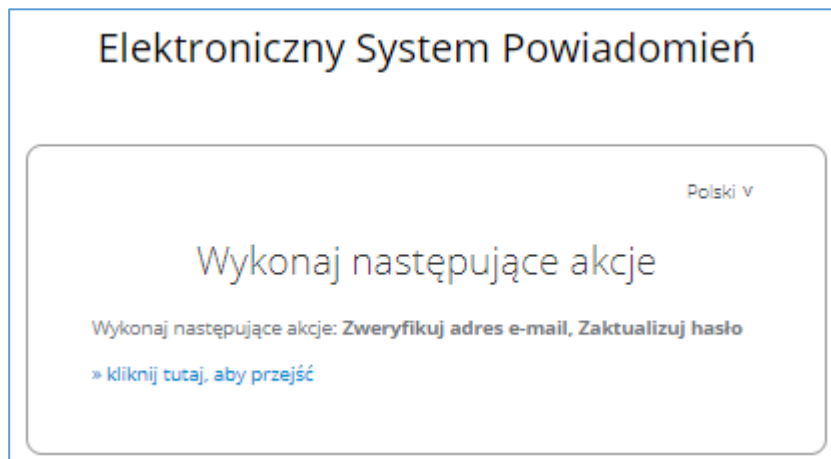 Elektroniczny System Powiadomień
Polski v
Wykonaj następujące akcje
Wykonaj następujące akcje: Zweryfikuj adres e-mail, Zaktualizuj hasło
» kliknij tutaj, aby przejść